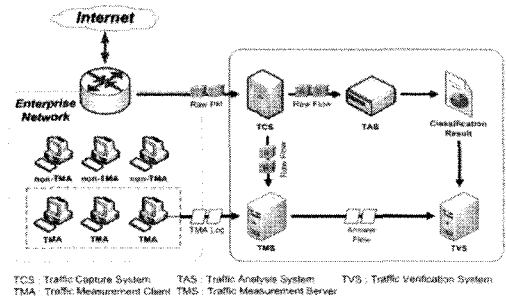 Internet
Raw Pkt
Raw Flow
TCS
TAS
Classification
Result
Enterprise
Network
non-TMA
non-TMA
non-TMA
Raw Flow
TMA
TMA
TMA
TMA Log
TMS
Answer
Flow
TVS
TCS : Traffic Capture System TAS : Traffic Analysis System TVS : Traffic Verification System
TMA : Traffic Measurement Client TMS : Traffic Measurement Server